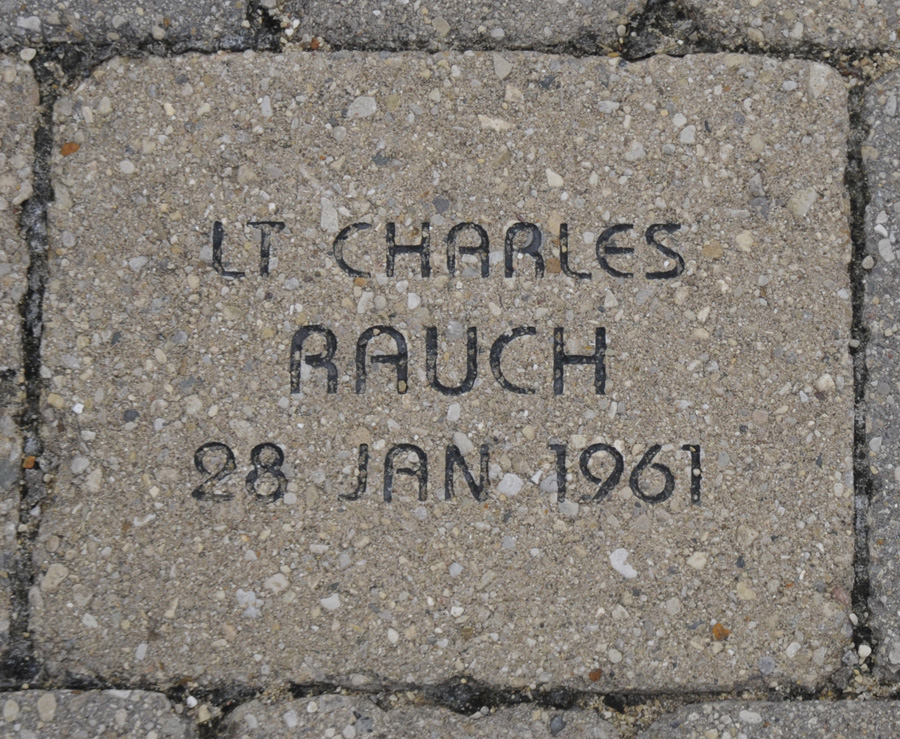 LT CHARLES
RAUCH
28 JAN 1961